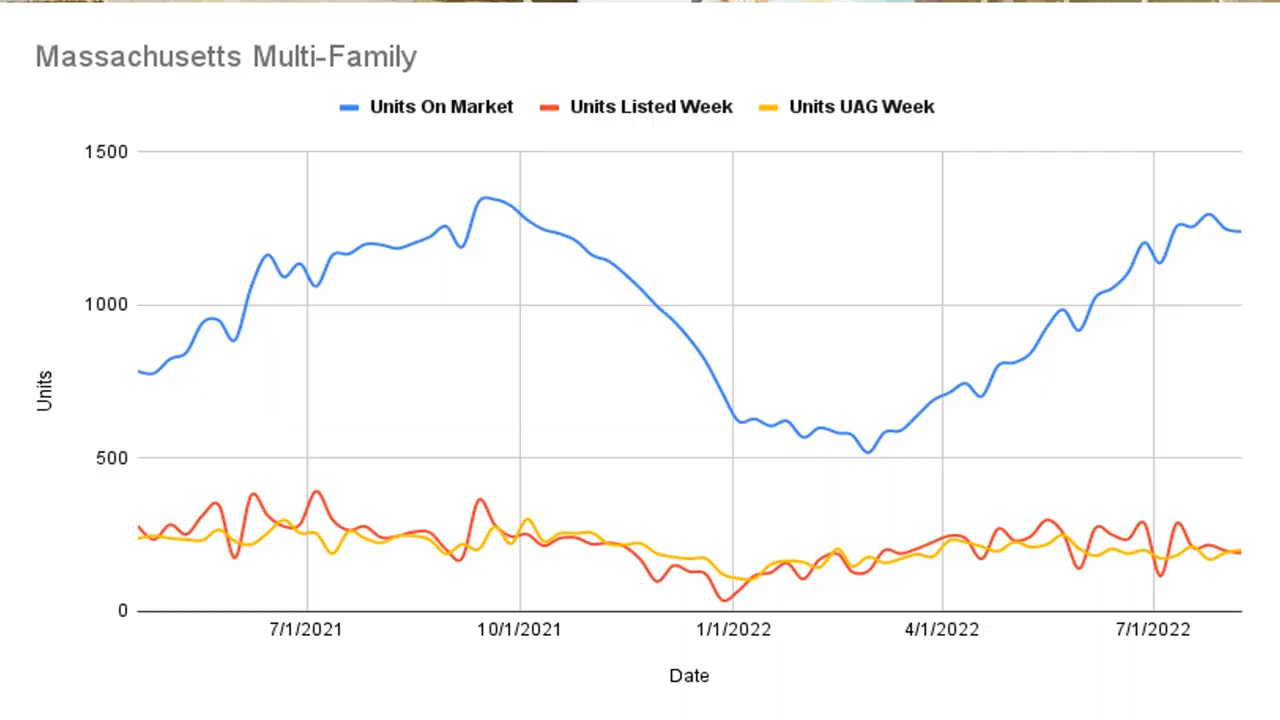 Massachusetts Multi-Family
Units On Market Units Listed Week Units UAG Week
1500
1000
500
0
Units
7/1/2021 10/1/2021 1/1/2022 4/1/2022 7/1/2022
Date